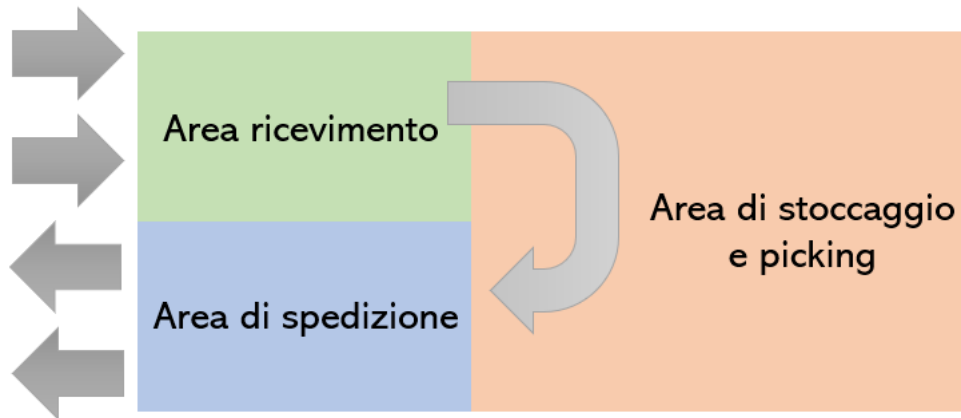 Area ricevimento
Area di stoccaggio
e picking
Area di spedizione